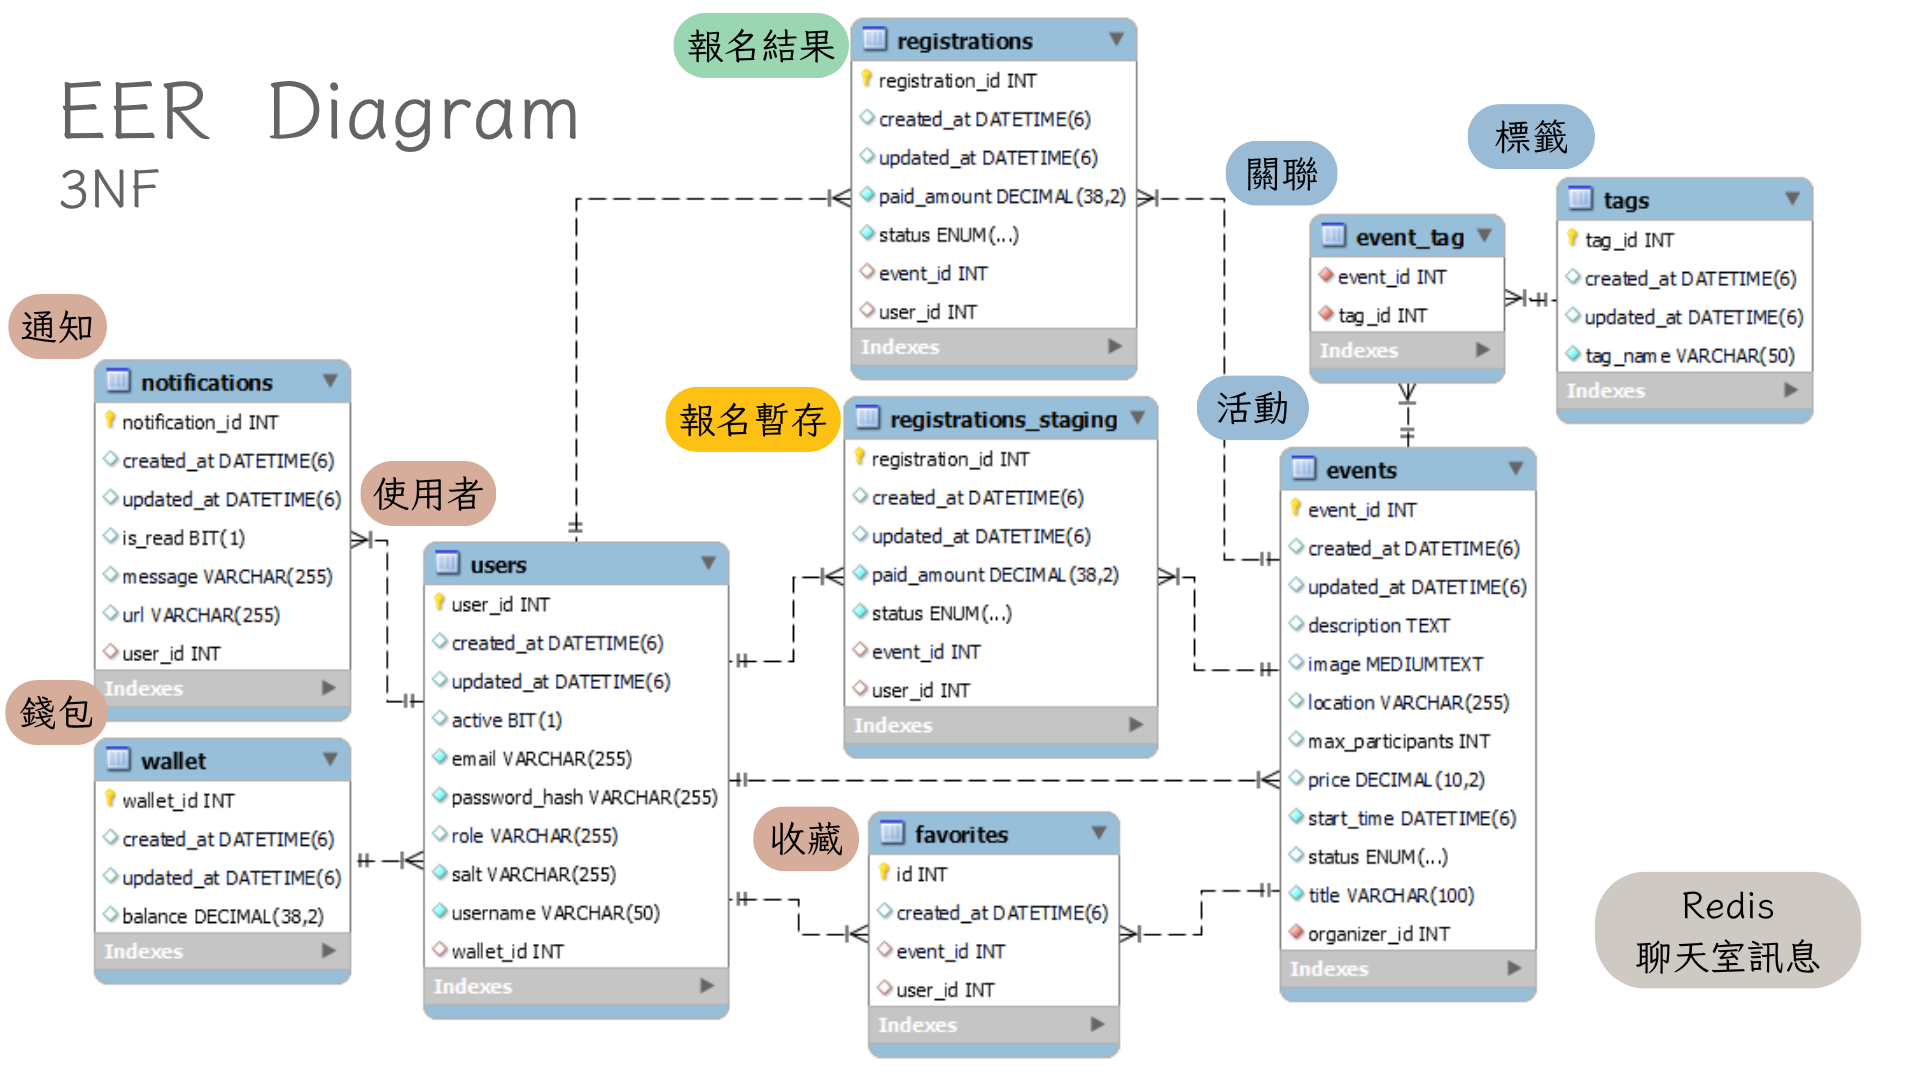 EER Diagram
3NF
報名結果
registrations
registration_id INT
created_at DATETIME(6)
updated_at DATETIME(6)
paid_amount DECIMAL(38,2)
status ENUM(...)
event_id INT
user_id INT
Indexes
關聯
event_tag
event_id INT
tag_id INT
Indexes
標籤
tags
tag_id INT
created_at DATETIME(6)
updated_at DATETIME(6)
tag_name VARCHAR(50)
Indexes
通知
notifications
notification_id INT
created_at DATETIME(6)
updated_at DATETIME(6)
is_read BIT(1)
message VARCHAR(255)
url VARCHAR(255)
user_id INT
Indexes
使用者
users
user_id INT
created_at DATETIME(6)
updated_at DATETIME(6)
active BIT(1)
email VARCHAR(255)
password_hash VARCHAR(255)
role VARCHAR(255)
salt VARCHAR(255)
username VARCHAR(50)
wallet_id INT
Indexes
報名暫存
registrations_staging
registration_id INT
created_at DATETIME(6)
updated_at DATETIME(6)
paid_amount DECIMAL(38,2)
status ENUM(...)
event_id INT
user_id INT
Indexes
活動
events
event_id INT
created_at DATETIME(6)
updated_at DATETIME(6)
description TEXT
image MEDIUMTEXT
location VARCHAR(255)
max_participants INT
price DECIMAL(10,2)
start_time DATETIME(6)
status ENUM(...)
title VARCHAR(100)
organizer_id INT
Indexes
錢包
wallet
wallet_id INT
created_at DATETIME(6)
updated_at DATETIME(6)
balance DECIMAL(38,2)
Indexes
收藏
favorites
id INT
created_at DATETIME(6)
event_id INT
user_id INT
Indexes
Redis
聊天室訊息